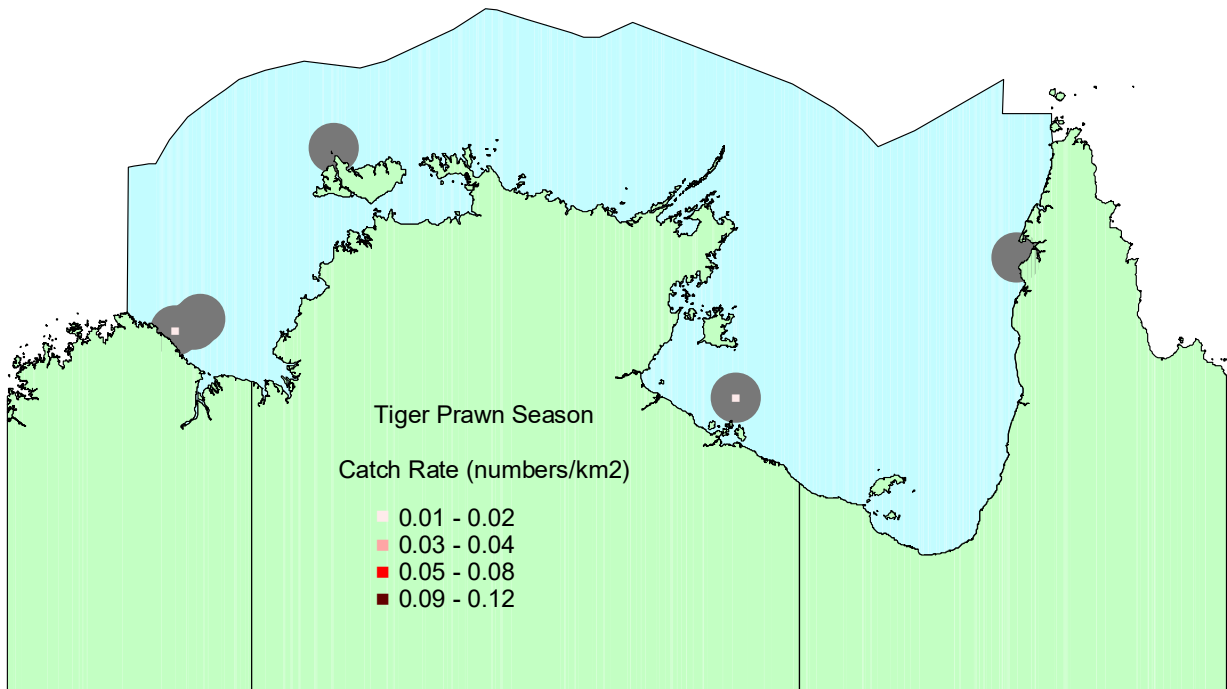 Tiger Prawn Season
Catch Rate (numbers/km2)
0.01 - 0.02
0.03 - 0.04
0.05 - 0.08
0.09 - 0.12